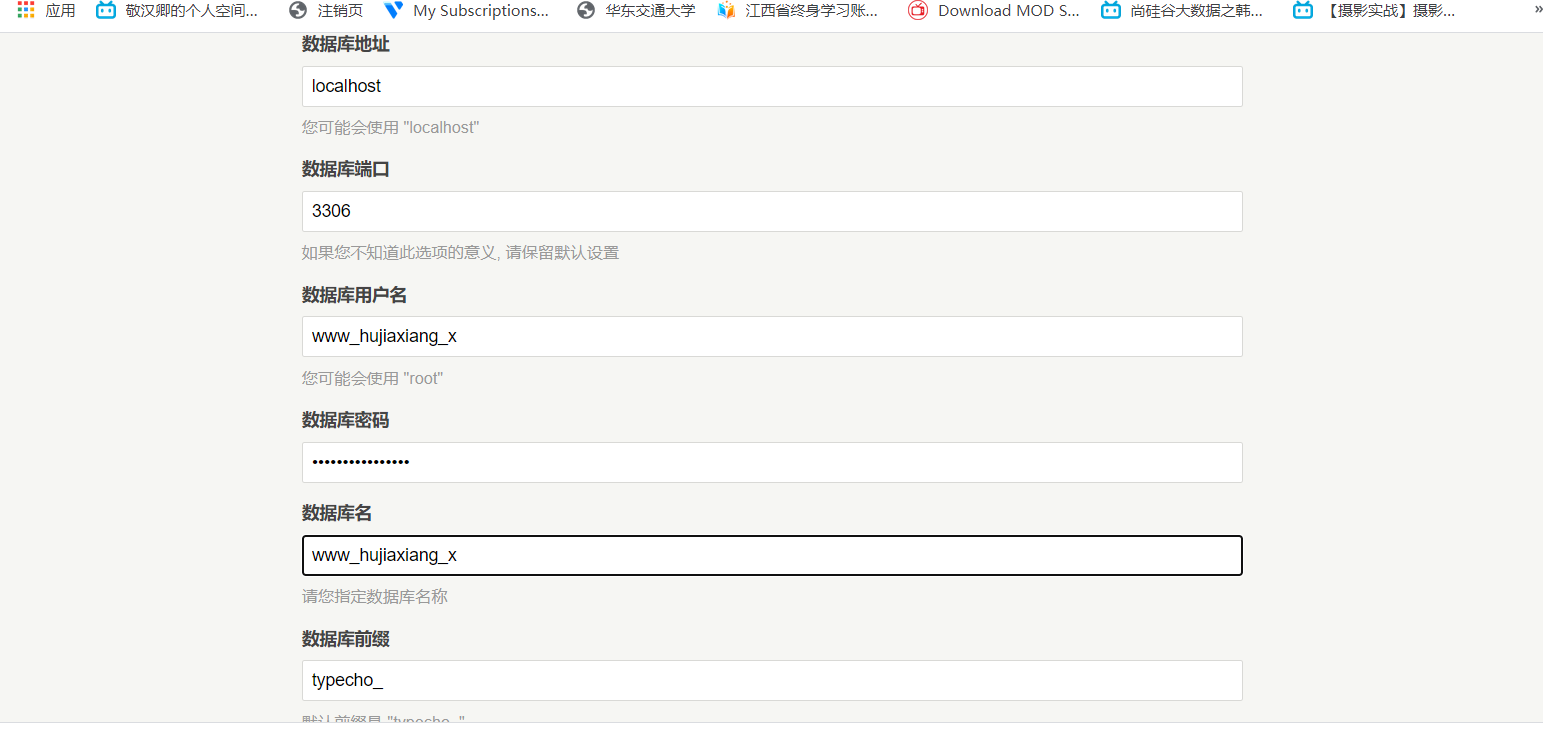 应用 敬汉卿的个人空间... 注销页 My Subscriptions... 华东交通大学 江西省终身学习账... Download MOD S... 尚硅谷大数据之韩... 【摄影实战】摄影... »
数据库地址
localhost
您可能会使用 "localhost"
数据库端口
3306
如果您不知道此选项的意义, 请保留默认设置
数据库用户名
www_hujiaxiang_x
您可能会使用 "root"
数据库密码
••••••••••••••••
数据库名
www_hujiaxiang_x
请您指定数据库名称
数据库前缀
typecho_
默认前缀是 "typecho_"